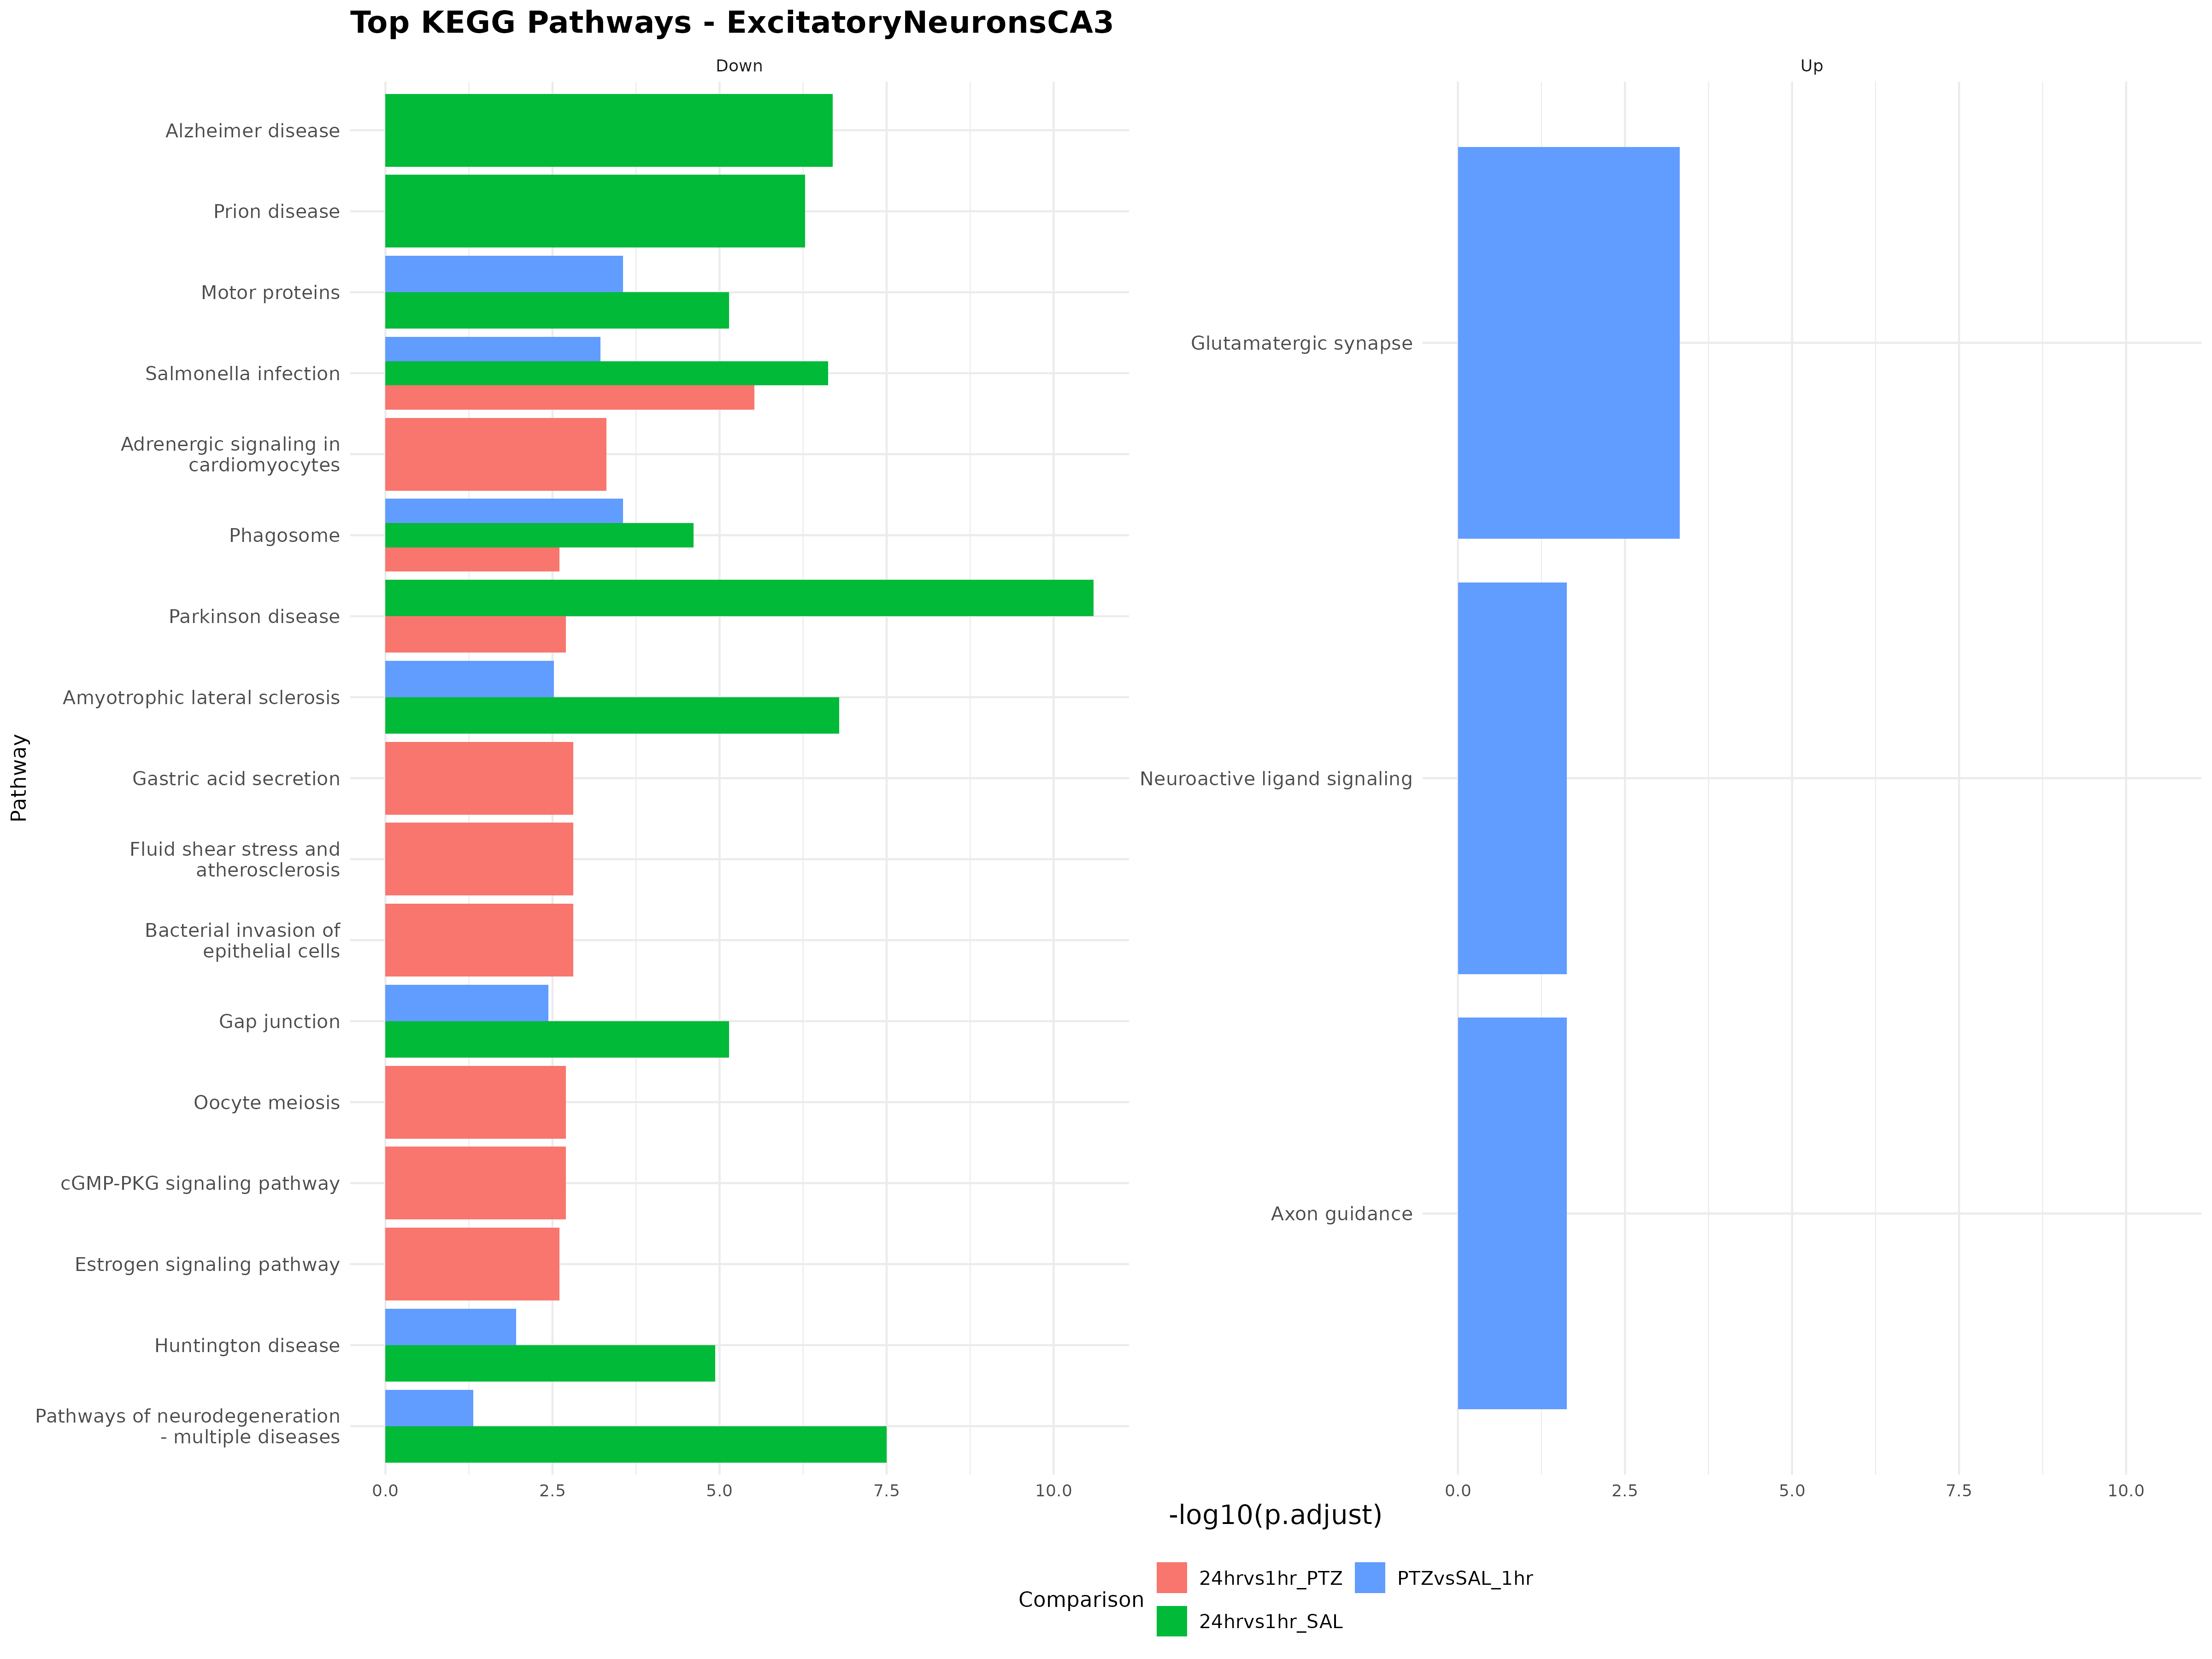 Top KEGG Pathways - ExcitatoryNeuronsCA3
Down
Up
Pathway
Alzheimer disease
Prion disease
Motor proteins
Salmonella infection
Adrenergic signaling in
cardiomyocytes
Phagosome
Parkinson disease
Amyotrophic lateral sclerosis
Gastric acid secretion
Fluid shear stress and
atherosclerosis
Bacterial invasion of
epithelial cells
Gap junction
Oocyte meiosis
cGMP-PKG signaling pathway
Estrogen signaling pathway
Huntington disease
Pathways of neurodegeneration
- multiple diseases
0.0 2.5 5.0 7.5 10.0
Glutamatergic synapse
Neuroactive ligand signaling
Axon guidance
0.0 2.5 5.0 7.5 10.0
-log10(p.adjust)
Comparison
24hrvs1hr_PTZ
24hrvs1hr_SAL
PTZvsSAL_1hr